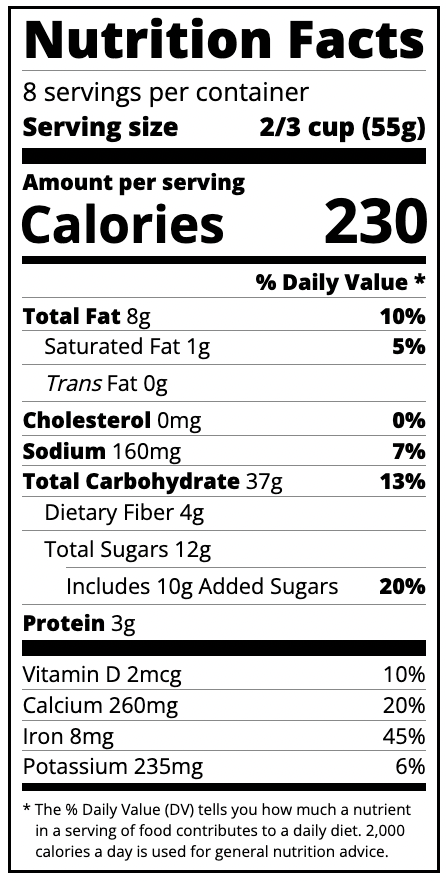 Nutrition Facts
8 servings per container
Serving size 2/3 cup (55g)
Amount per serving
Calories 230
% Daily Value *
Total Fat 8g 10%
Saturated Fat 1g 5%
Trans Fat 0g
Cholesterol 0mg 0%
Sodium 160mg 7%
Total Carbohydrate 37g 13%
Dietary Fiber 4g
Total Sugars 12g
Includes 10g Added Sugars 20%
Protein 3g
Vitamin D 2mcg 10%
Calcium 260mg 20%
Iron 8mg 45%
Potassium 235mg 6%
* The % Daily Value (DV) tells you how much a nutrient
in a serving of food contributes to a daily diet. 2,000
calories a day is used for general nutrition advice.